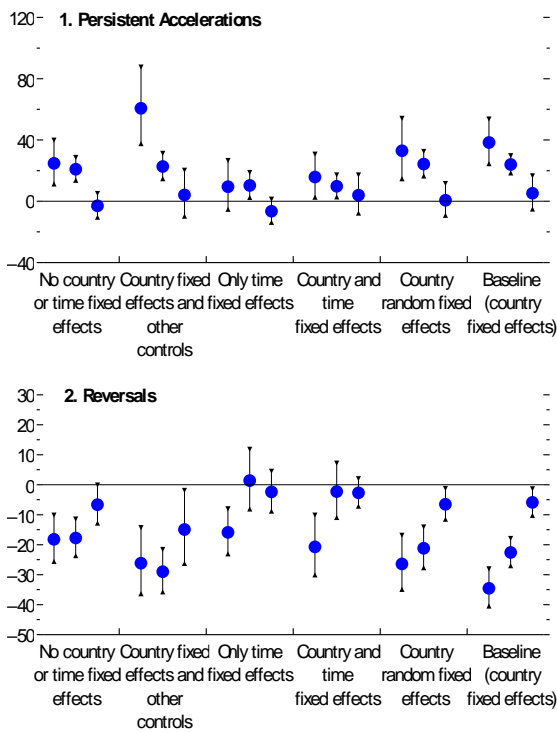 1. Persistent Accelerations
120
80
40
0
–40
No country or time fixed effects
Country fixed effects and other controls
Only time fixed effects
Country and time fixed effects
Country random fixed effects
Baseline (country fixed effects)
2. Reversals
30
20
10
0
–10
–20
–30
–40
–50
No country or time fixed effects
Country fixed effects and other controls
Only time fixed effects
Country and time fixed effects
Country random fixed effects
Baseline (country fixed effects)